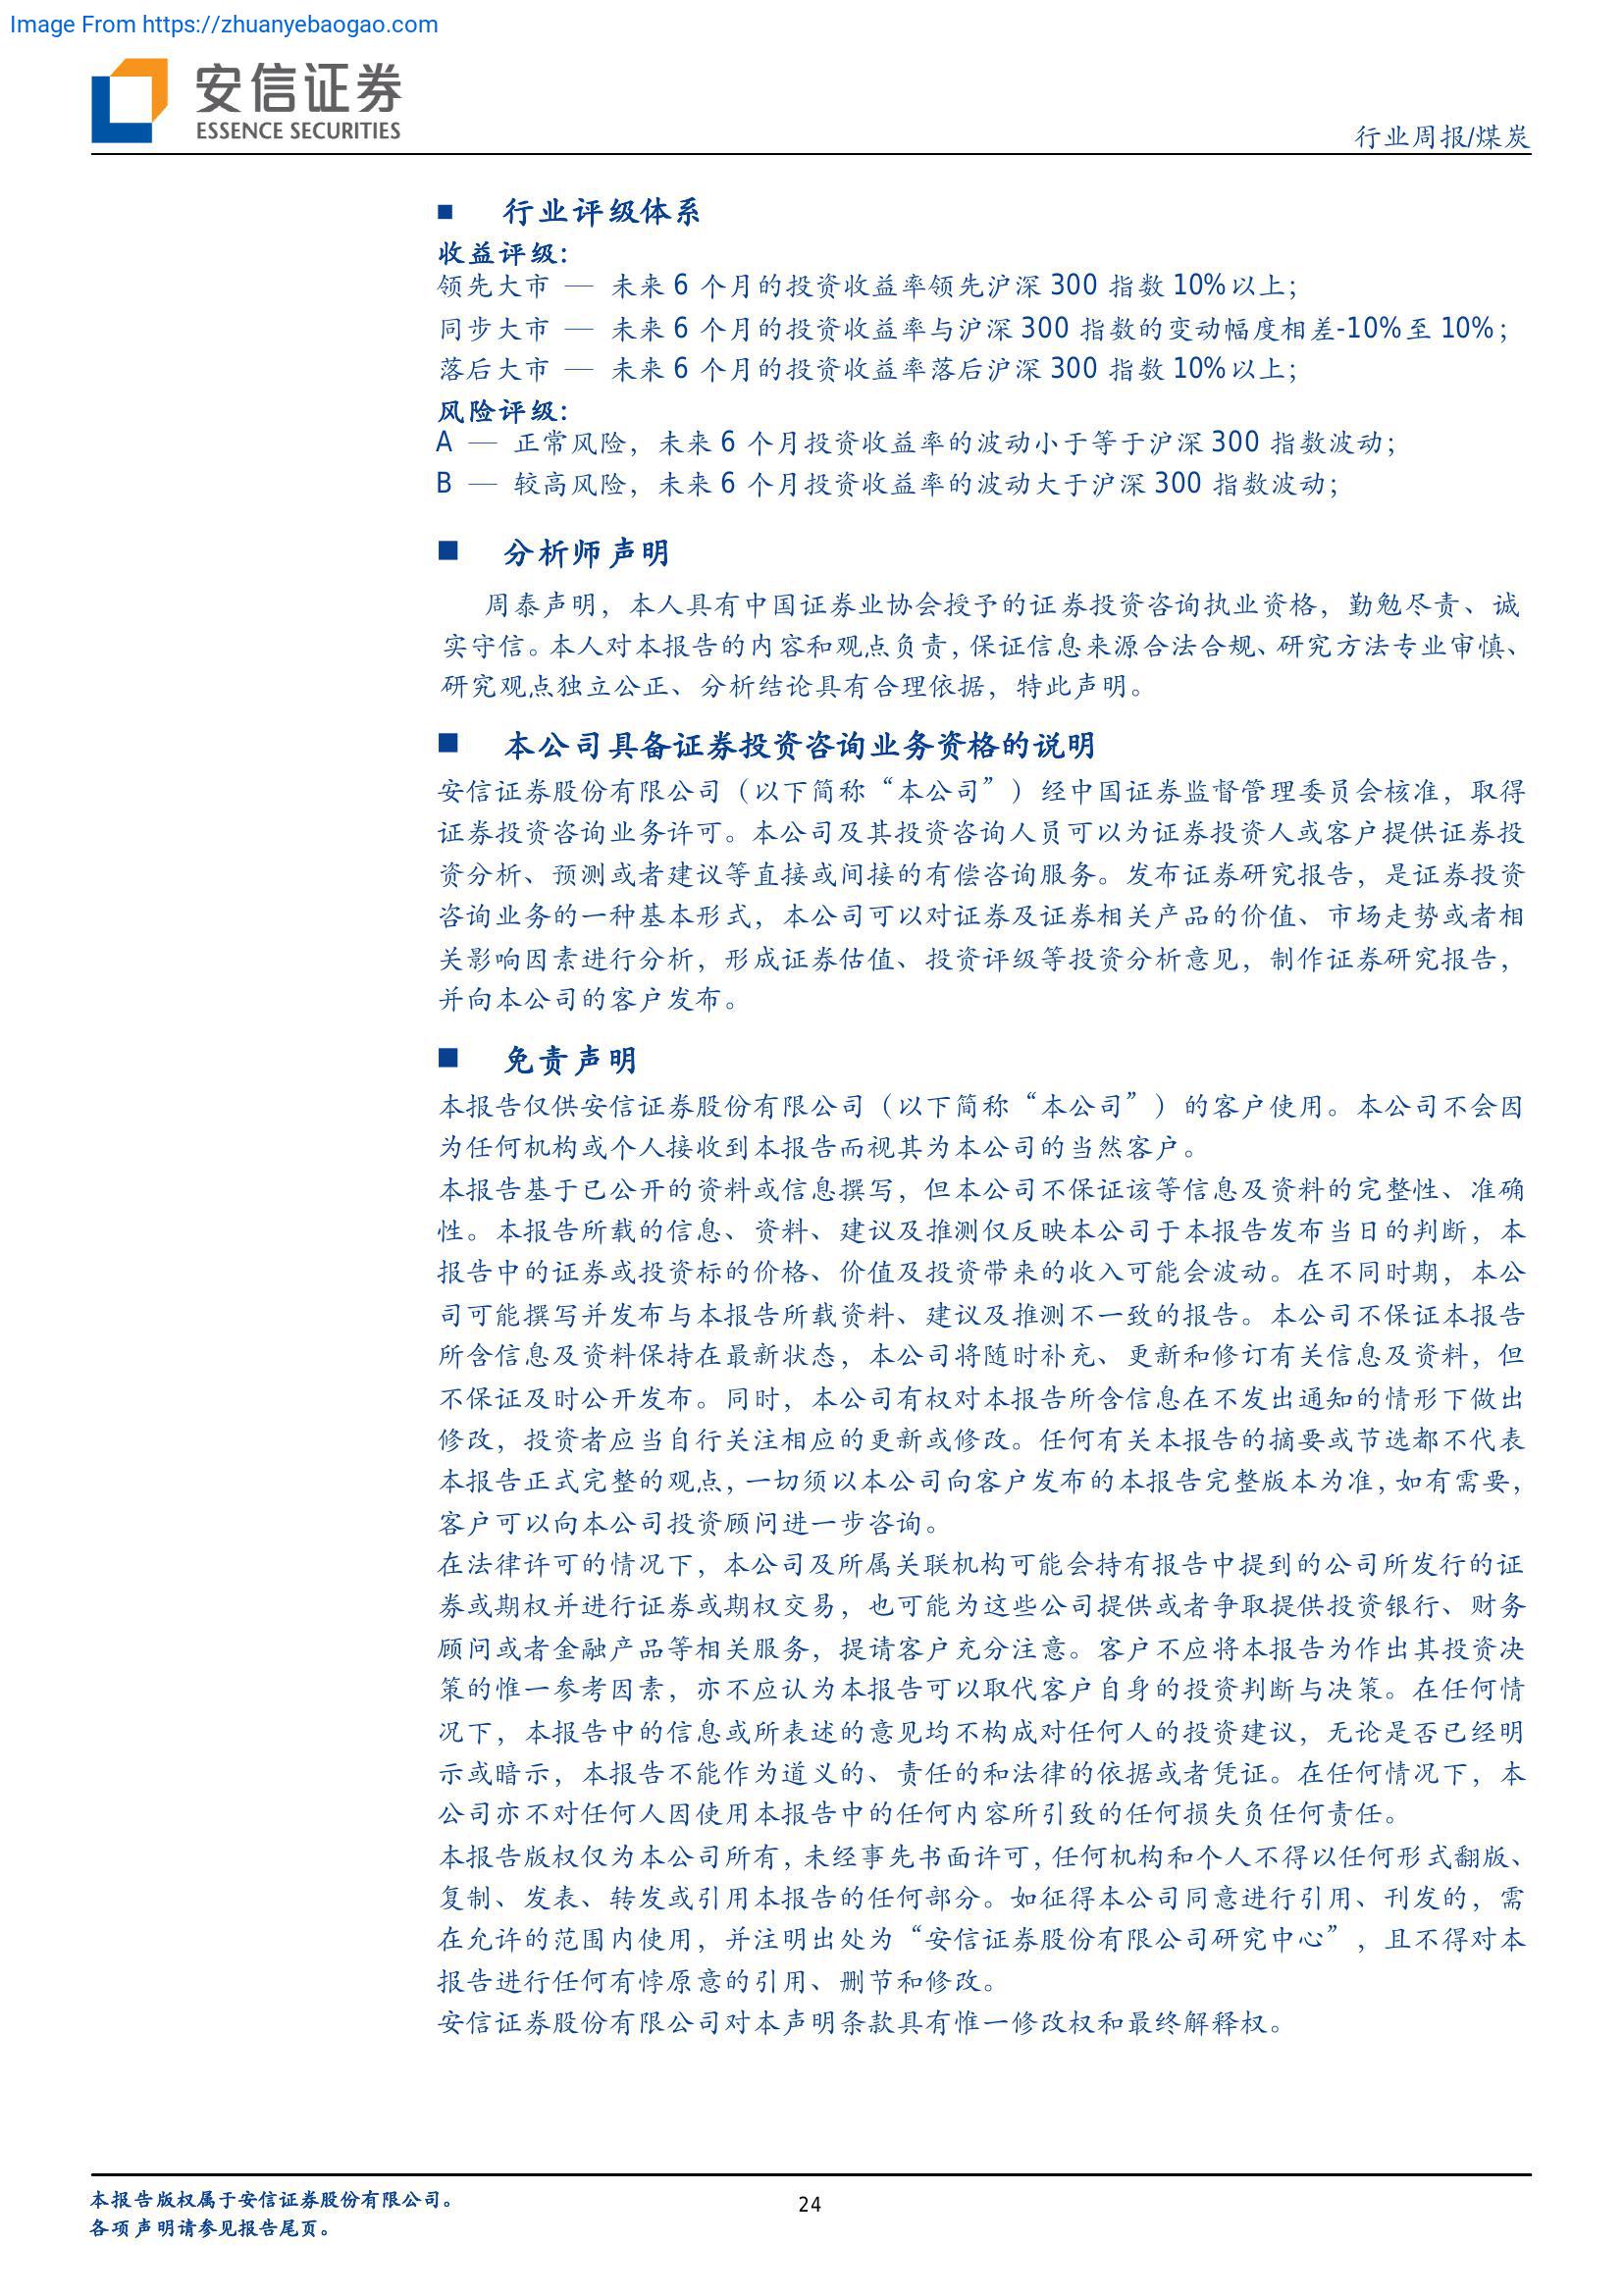 Image From https://zhuanyebaogao.com
安信证券
ESSENCE SECURITIES
行业周报/煤炭
■ 行业评级体系
收益评级：
领先大市 — 未来 6 个月的投资收益率领先沪深 300 指数 10%以上；
同步大市 — 未来 6 个月的投资收益率与沪深 300 指数的变动幅度相差-10%至 10%；
落后大市 — 未来 6 个月的投资收益率落后沪深 300 指数 10%以上；
风险评级：
A — 正常风险，未来 6 个月投资收益率的波动小于等于沪深 300 指数波动；
B — 较高风险，未来 6 个月投资收益率的波动大于沪深 300 指数波动；
■ 分析师声明
周泰声明，本人具有中国证券业协会授予的证券投资咨询执业资格，勤勉尽责、诚
实守信。本人对本报告的内容和观点负责，保证信息来源合法合规、研究方法专业审慎、
研究观点独立公正、分析结论具有合理依据，特此声明。
■ 本公司具备证券投资咨询业务资格的说明
安信证券股份有限公司（以下简称“本公司”）经中国证券监督管理委员会核准，取得
证券投资咨询业务许可。本公司及其投资咨询人员可以为证券投资人或客户提供证券投
资分析、预测或者建议等直接或间接的有偿咨询服务。发布证券研究报告，是证券投资
咨询业务的一种基本形式，本公司可以对证券及证券相关产品的价值、市场走势或者相
关影响因素进行分析，形成证券估值、投资评级等投资分析意见，制作证券研究报告，
并向本公司的客户发布。
■ 免责声明
本报告仅供安信证券股份有限公司（以下简称“本公司”）的客户使用。本公司不会因
为任何机构或个人接收到本报告而视其为本公司的当然客户。
本报告基于已公开的资料或信息撰写，但本公司不保证该等信息及资料的完整性、准确
性。本报告所载的信息、资料、建议及推测仅反映本公司于本报告发布当日的判断，本
报告中的证券或投资标的价格、价值及投资带来的收入可能会波动。在不同时期，本公
司可能撰写并发布与本报告所载资料、建议及推测不一致的报告。本公司不保证本报告
所含信息及资料保持在最新状态，本公司将随时补充、更新和修订有关信息及资料，但
不保证及时公开发布。同时，本公司有权对本报告所含信息在不发出通知的情形下做出
修改，投资者应当自行关注相应的更新或修改。任何有关本报告的摘要或节选都不代表
本报告正式完整的观点，一切须以本公司向客户发布的本报告完整版本为准，如有需要，
客户可以向本公司投资顾问进一步咨询。
在法律许可的情况下，本公司及所属关联机构可能会持有报告中提到的公司所发行的证
券或期权并进行证券或期权交易，也可能为这些公司提供或者争取提供投资银行、财务
顾问或者金融产品等相关服务，提请客户充分注意。客户不应将本报告为作出其投资决
策的惟一参考因素，亦不应认为本报告可以取代客户自身的投资判断与决策。在任何情
况下，本报告中的信息或所表述的意见均不构成对任何人的投资建议，无论是否已经明
示或暗示，本报告不能作为道义的、责任的和法律的依据或者凭证。在任何情况下，本
公司亦不对任何人因使用本报告中的任何内容所引致的任何损失负任何责任。
本报告版权仅为本公司所有，未经事先书面许可，任何机构和个人不得以任何形式翻版、
复制、发表、转发或引用本报告的任何部分。如征得本公司同意进行引用、刊发的，需
在允许的范围内使用，并注明出处为“安信证券股份有限公司研究中心”，且不得对本
报告进行任何有悖原意的引用、删节和修改。
安信证券股份有限公司对本声明条款具有惟一修改权和最终解释权。
本报告版权属于安信证券股份有限公司。
各项声明请参见报告尾页。
24